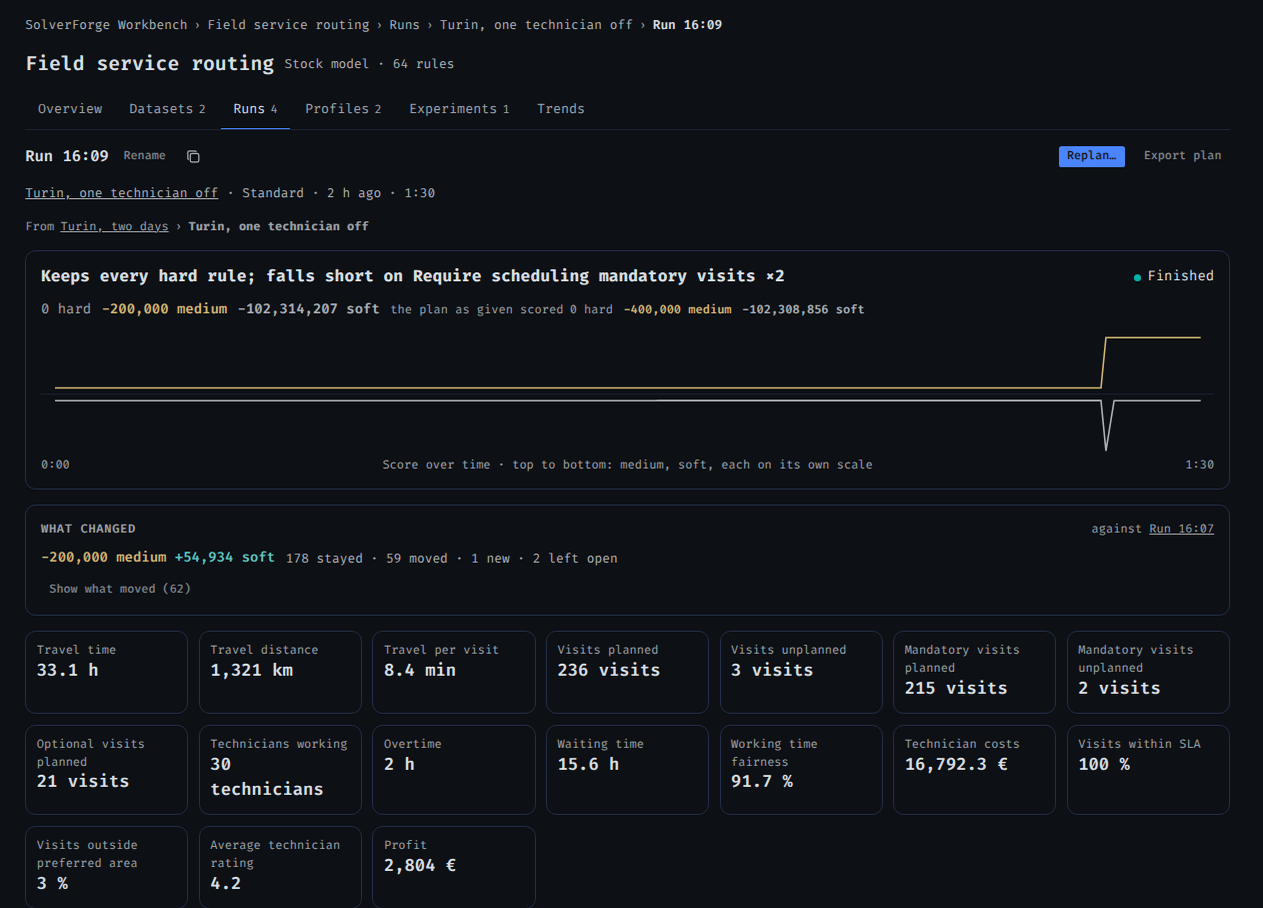 SolverForge Workbench › Field service routing › Runs › Turin, one technician off › Run 16:09
Field service routing Stock model · 64 rules
Overview Datasets 2 Runs 4 Profiles 2 Experiments 1 Trends
Run 16:09 Rename Replan… Export plan
Turin, one technician off · Standard · 2 h ago · 1:30
From Turin, two days › Turin, one technician off
Keeps every hard rule; falls short on Require scheduling mandatory visits ×2 Finished
0 hard -200,000 medium -102,314,207 soft the plan as given scored 0 hard -400,000 medium -102,308,856 soft
0:00 Score over time · top to bottom: medium, soft, each on its own scale 1:30
WHAT CHANGED against Run 16:07
-200,000 medium +54,934 soft 178 stayed · 59 moved · 1 new · 2 left open
Show what moved (62)
Travel time
33.1 h
Travel distance
1,321 km
Travel per visit
8.4 min
Visits planned
236 visits
Visits unplanned
3 visits
Mandatory visits
planned
215 visits
Mandatory visits
unplanned
2 visits
Optional visits
planned
21 visits
Technicians working
30
technicians
Overtime
2 h
Waiting time
15.6 h
Working time
fairness
91.7 %
Technician costs
16,792.3 €
Visits within SLA
100 %
Visits outside
preferred area
3 %
Average technician
rating
4.2
Profit
2,804 €